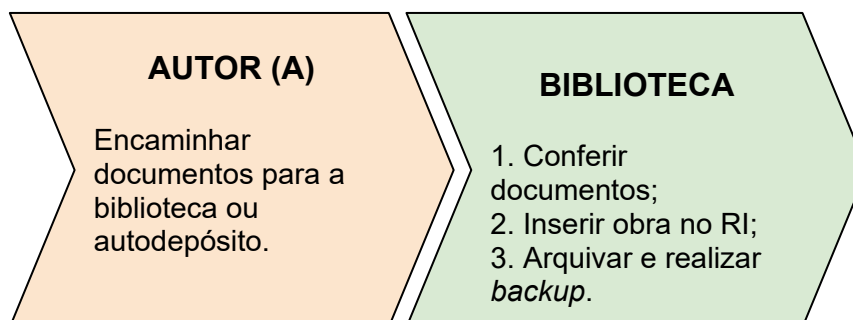 AUTOR (A)
Encaminhar
documentos para a
biblioteca ou
autodepósito.
BIBLIOTECA
1. Conferir
documentos;
2. Inserir obra no RI;
3. Arquivar e realizar
backup.